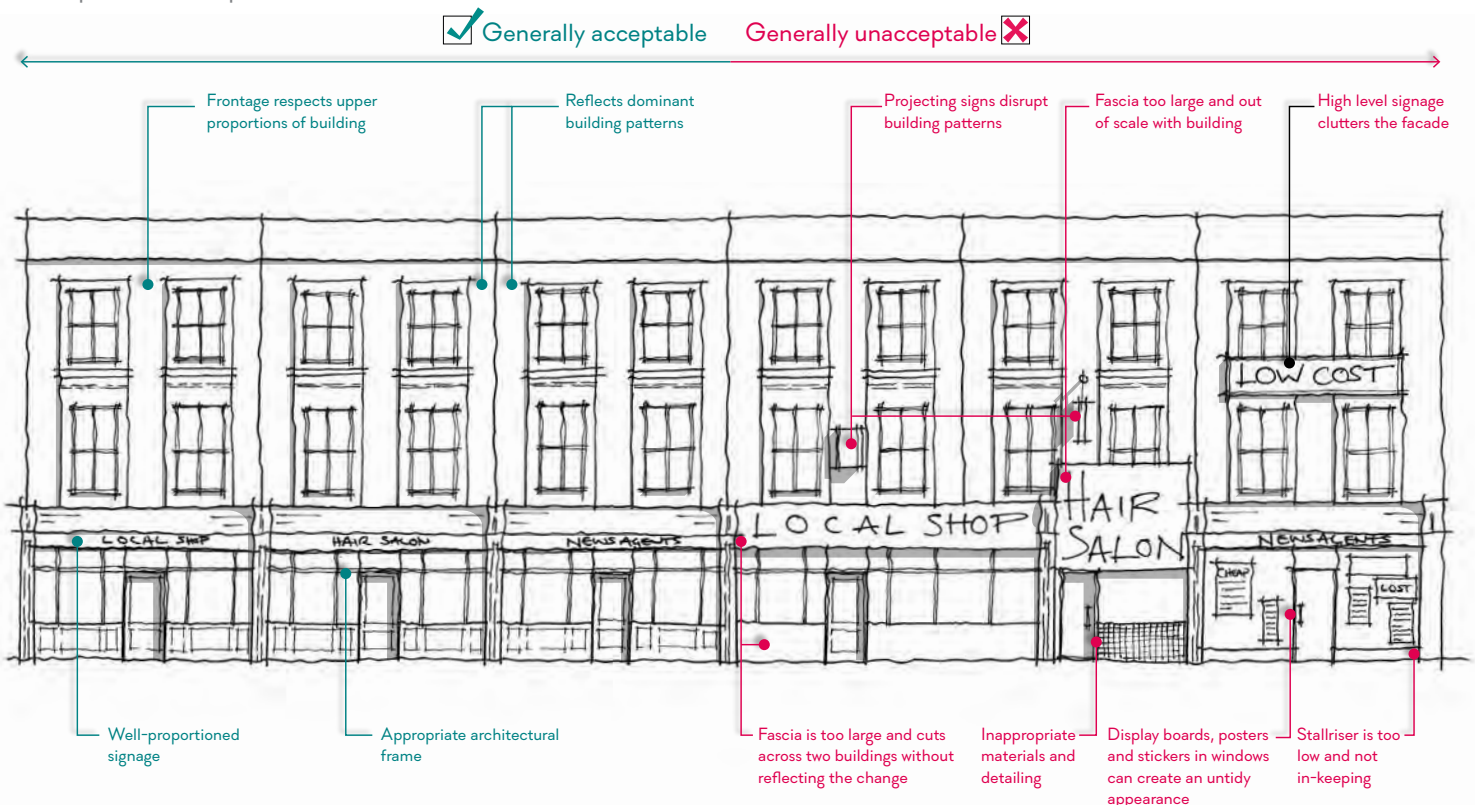 Generally acceptable
Generally unacceptable
Frontage respects upper
proportions of building
Reflects dominant
building patterns
Projecting signs disrupt
building patterns
Fascia too large and out
of scale with building
High level signage
clutters the facade
LOW COST
LOCAL SHOP
HAIR SALON
NEWSAGENTS
LOCAL SHOP
HAIR
SALON
NEWSAGENTS
CHEAP
COST
Well-proportioned
signage
Appropriate architectural
frame
Fascia is too large and cuts
across two buildings without
reflecting the change
Inappropriate
materials and
detailing
Display boards, posters
and stickers in windows
can create an untidy
appearance
Stallriser is too
low and not
in-keeping